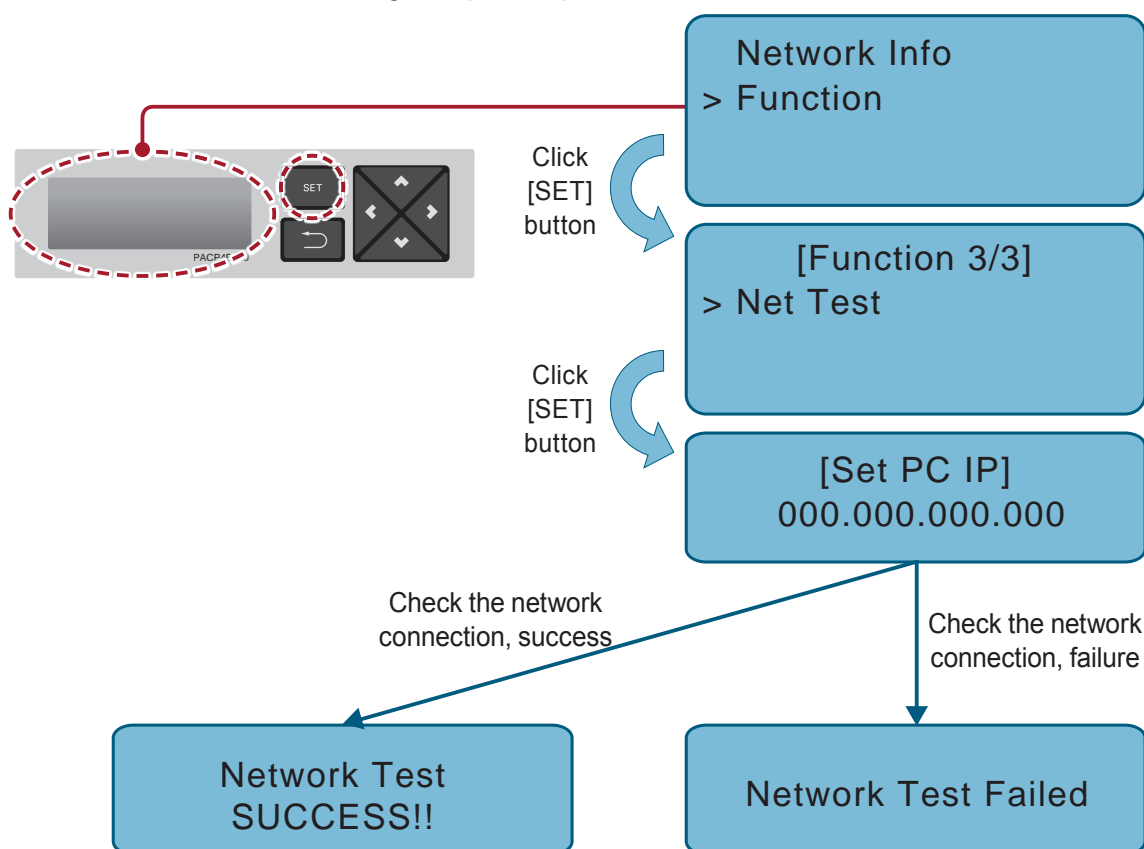 Network Info
> Function
Click
[SET]
button
SET
[Function 3/3]
> Net Test
Click
[SET]
button
[Set PC IP]
000.000.000.000
Check the network
connection, success
Check the network
connection, failure
Network Test
SUCCESS!!
Network Test Failed